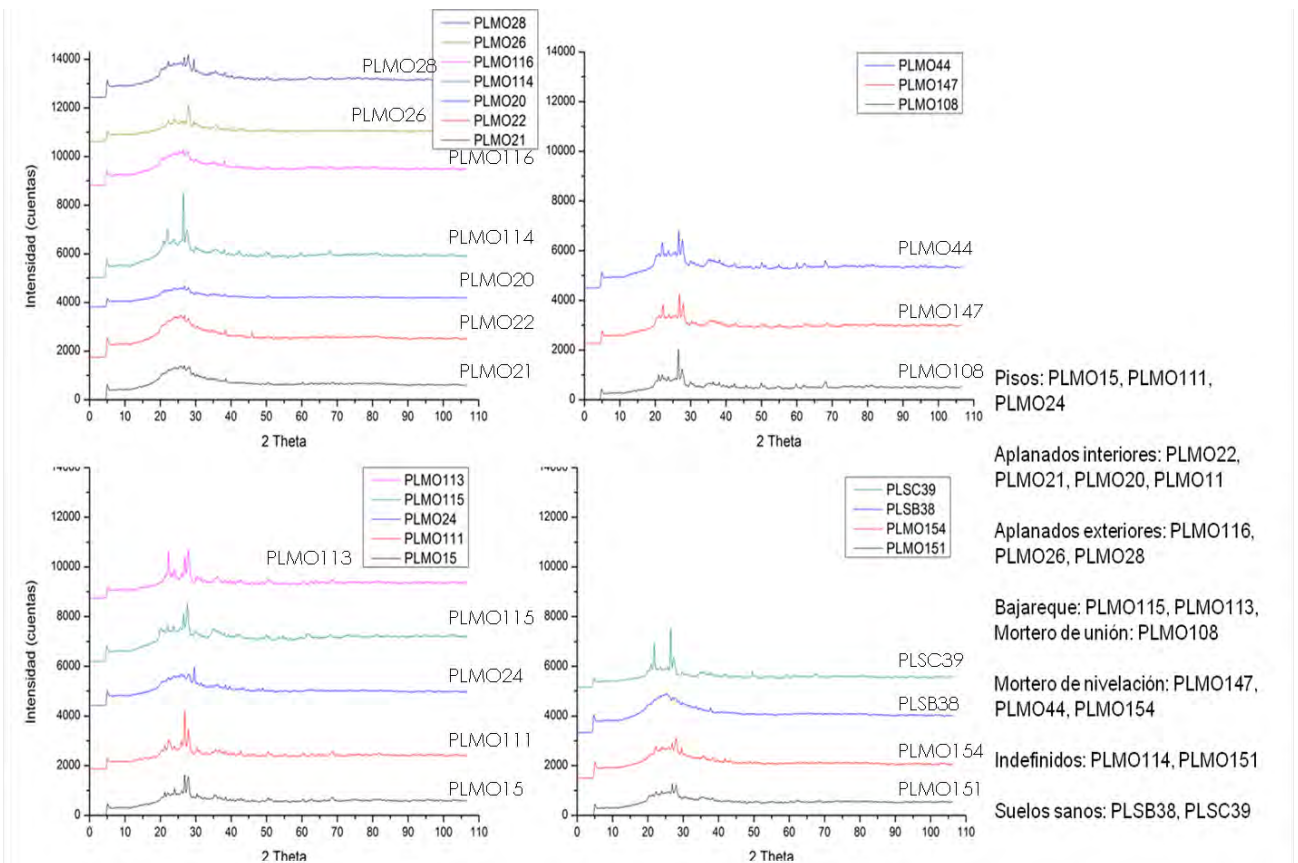 PLMO28
PLMO26
PLMO116
PLMO114
PLMO20
PLMO22
PLMO21
14000
12000
10000
8000
6000
4000
2000
0
Intensidad (cuentas)
PLMO28
PLMO26
PLMO116
PLMO114
PLMO20
PLMO22
PLMO21
0 10 20 30 40 50 60 70 80 90 100 110
2 Theta
PLMO44
PLMO147
PLMO108
14000
12000
10000
8000
6000
4000
2000
0
PLMO44
PLMO147
PLMO108
0 10 20 30 40 50 60 70 80 90 100 110
2 Theta
PLMO113
PLMO115
PLMO24
PLMO111
PLMO15
14000
12000
10000
8000
6000
4000
2000
0
Intensidad (cuentas)
PLMO113
PLMO115
PLMO24
PLMO111
PLMO15
0 10 20 30 40 50 60 70 80 90 100 110
2 Theta
PLSC39
PLSB38
PLMO154
PLMO151
14000
12000
10000
8000
6000
4000
2000
0
PLSC39
PLSB38
PLMO154
PLMO151
0 10 20 30 40 50 60 70 80 90 100 110
2 Theta
Pisos: PLMO15, PLMO111,
PLMO24
Aplanados interiores: PLMO22,
PLMO21, PLMO20, PLMO11
Aplanados exteriores: PLMO116,
PLMO26, PLMO28
Bajareque: PLMO115, PLMO113,
Mortero de unión: PLMO108
Mortero de nivelación: PLMO147,
PLMO44, PLMO154
Indefinidos: PLMO114, PLMO151
Suelos sanos: PLSB38, PLSC39